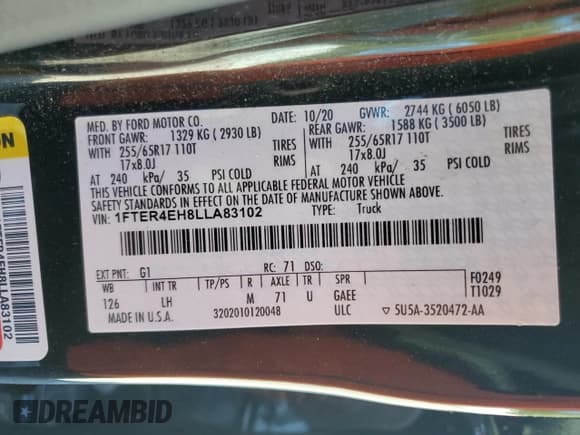 MFD. BY FORD MOTOR CO.
DATE: 10/20 GVWR: 2744 KG ( 6050 LB)
FRONT GAWR: 1329 KG ( 2930 LB)
REAR GAWR: 1588 KG ( 3500 LB)
WITH 255/65R17 110T TIRES
WITH 255/65R17 110T TIRES
17x8.0J RIMS
17x8.0J RIMS
AT 240 kPa/ 35 PSI COLD
AT 240 kPa/ 35 PSI COLD
THIS VEHICLE CONFORMS TO ALL APPLICABLE FEDERAL MOTOR VEHICLE
SAFETY STANDARDS IN EFFECT ON THE DATE OF MANUFACTURE SHOWN ABOVE.
VIN: 1FTER4EH8LLA83102 TYPE: Truck
EXT PNT: G1 RC: 71 DSO:
WB INT TR TP/PS R AXLE TR SPR
F0249
T1029
126 LH M 71 U GAEE
MADE IN U.S.A. 3202010120048 ULC ▽ 5U5A-3520472-AA
DREAMBID